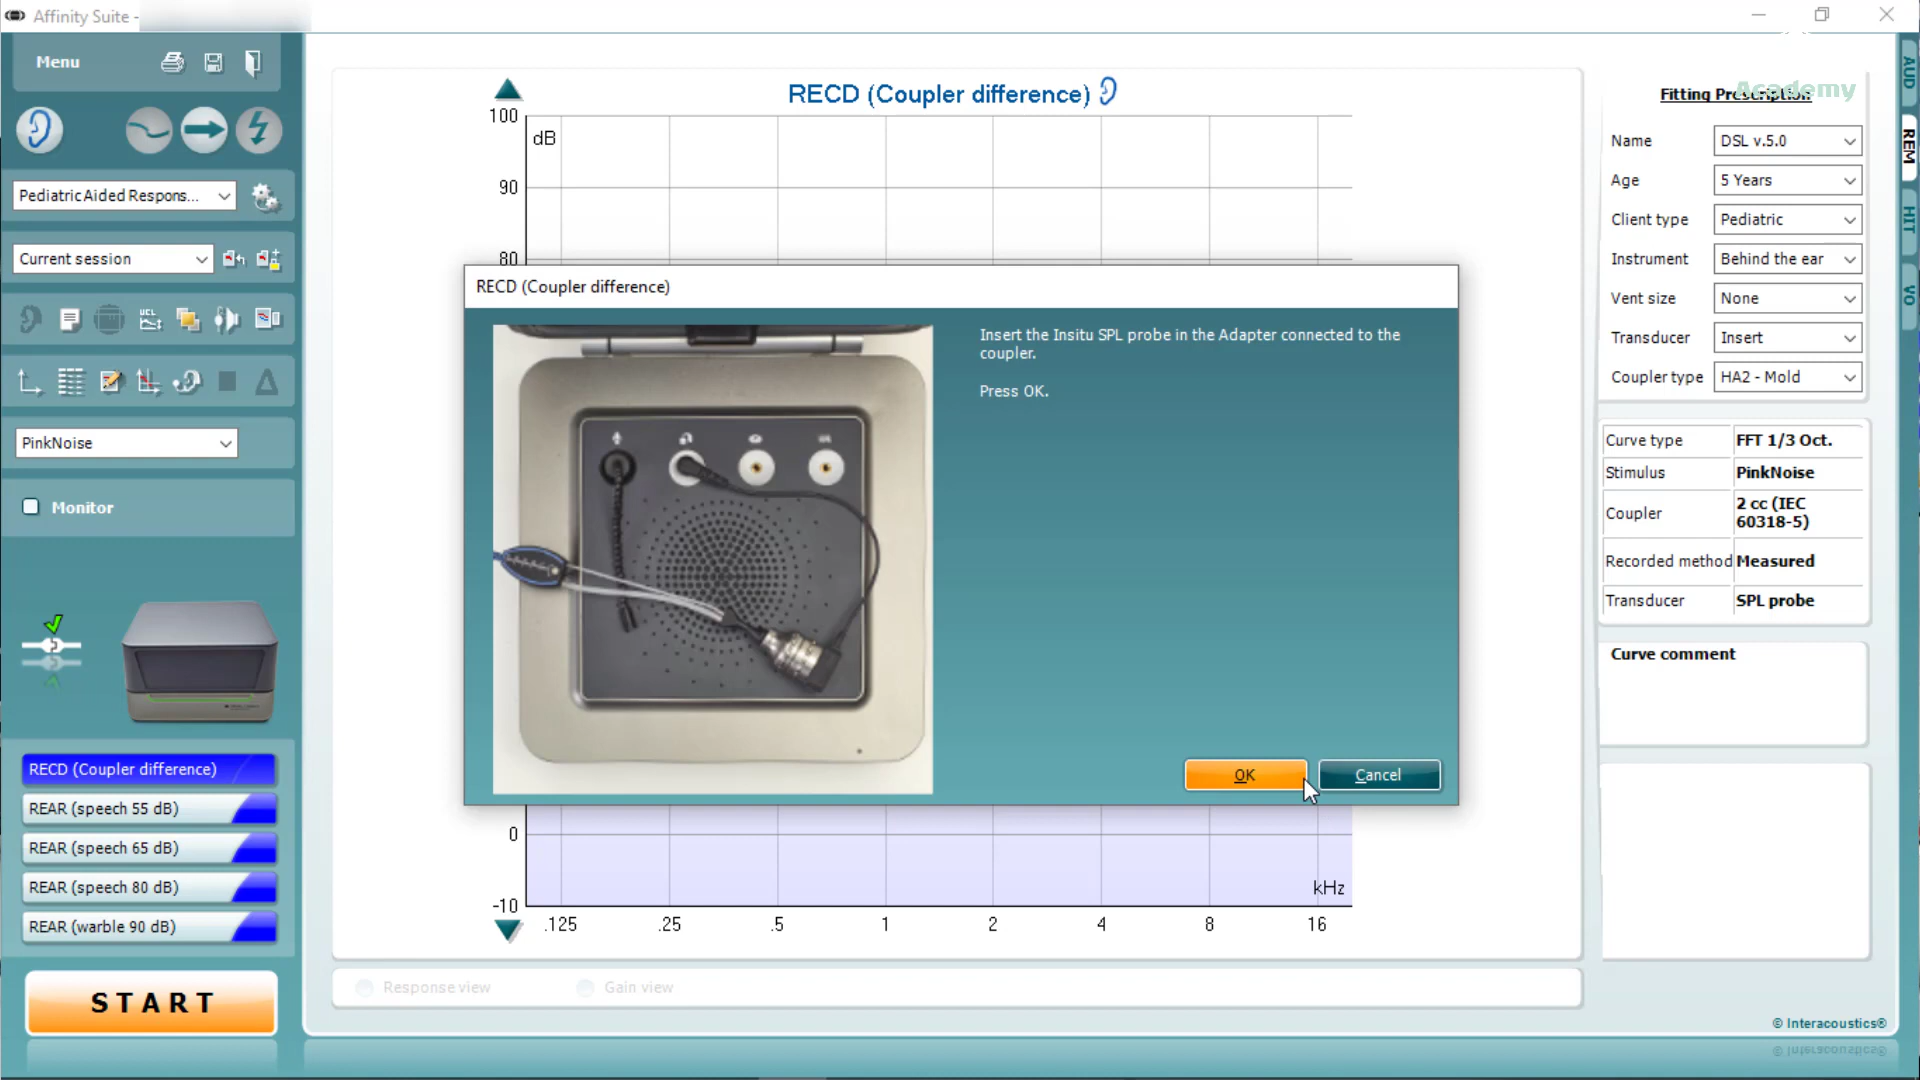 Affinity Suite -
Menu
Pediatric Aided Respons...
Current session
UCL
PinkNoise
Monitor
RECD (Coupler difference)
REAR (speech 55 dB)
REAR (speech 65 dB)
REAR (speech 80 dB)
REAR (warble 90 dB)
START
RECD (Coupler difference)
100
dB
90
80
RECD (Coupler difference)
Insert the Insitu SPL probe in the Adapter connected to the
coupler.
Press OK.
OK
Cancel
0
-10
kHz
.125 .25 .5 1 2 4 8 16
Response view
Gain view
Academy
Fitting Prescription
Name DSL v.5.0
Age 5 Years
Client type Pediatric
Instrument Behind the ear
Vent size None
Transducer Insert
Coupler type HA2 - Mold
Curve type FFT 1/3 Oct.
Stimulus PinkNoise
Coupler 2 cc (IEC
60318-5)
Recorded method Measured
Transducer SPL probe
Curve comment
AUD
REM
HIT
VO
© Interacoustics®